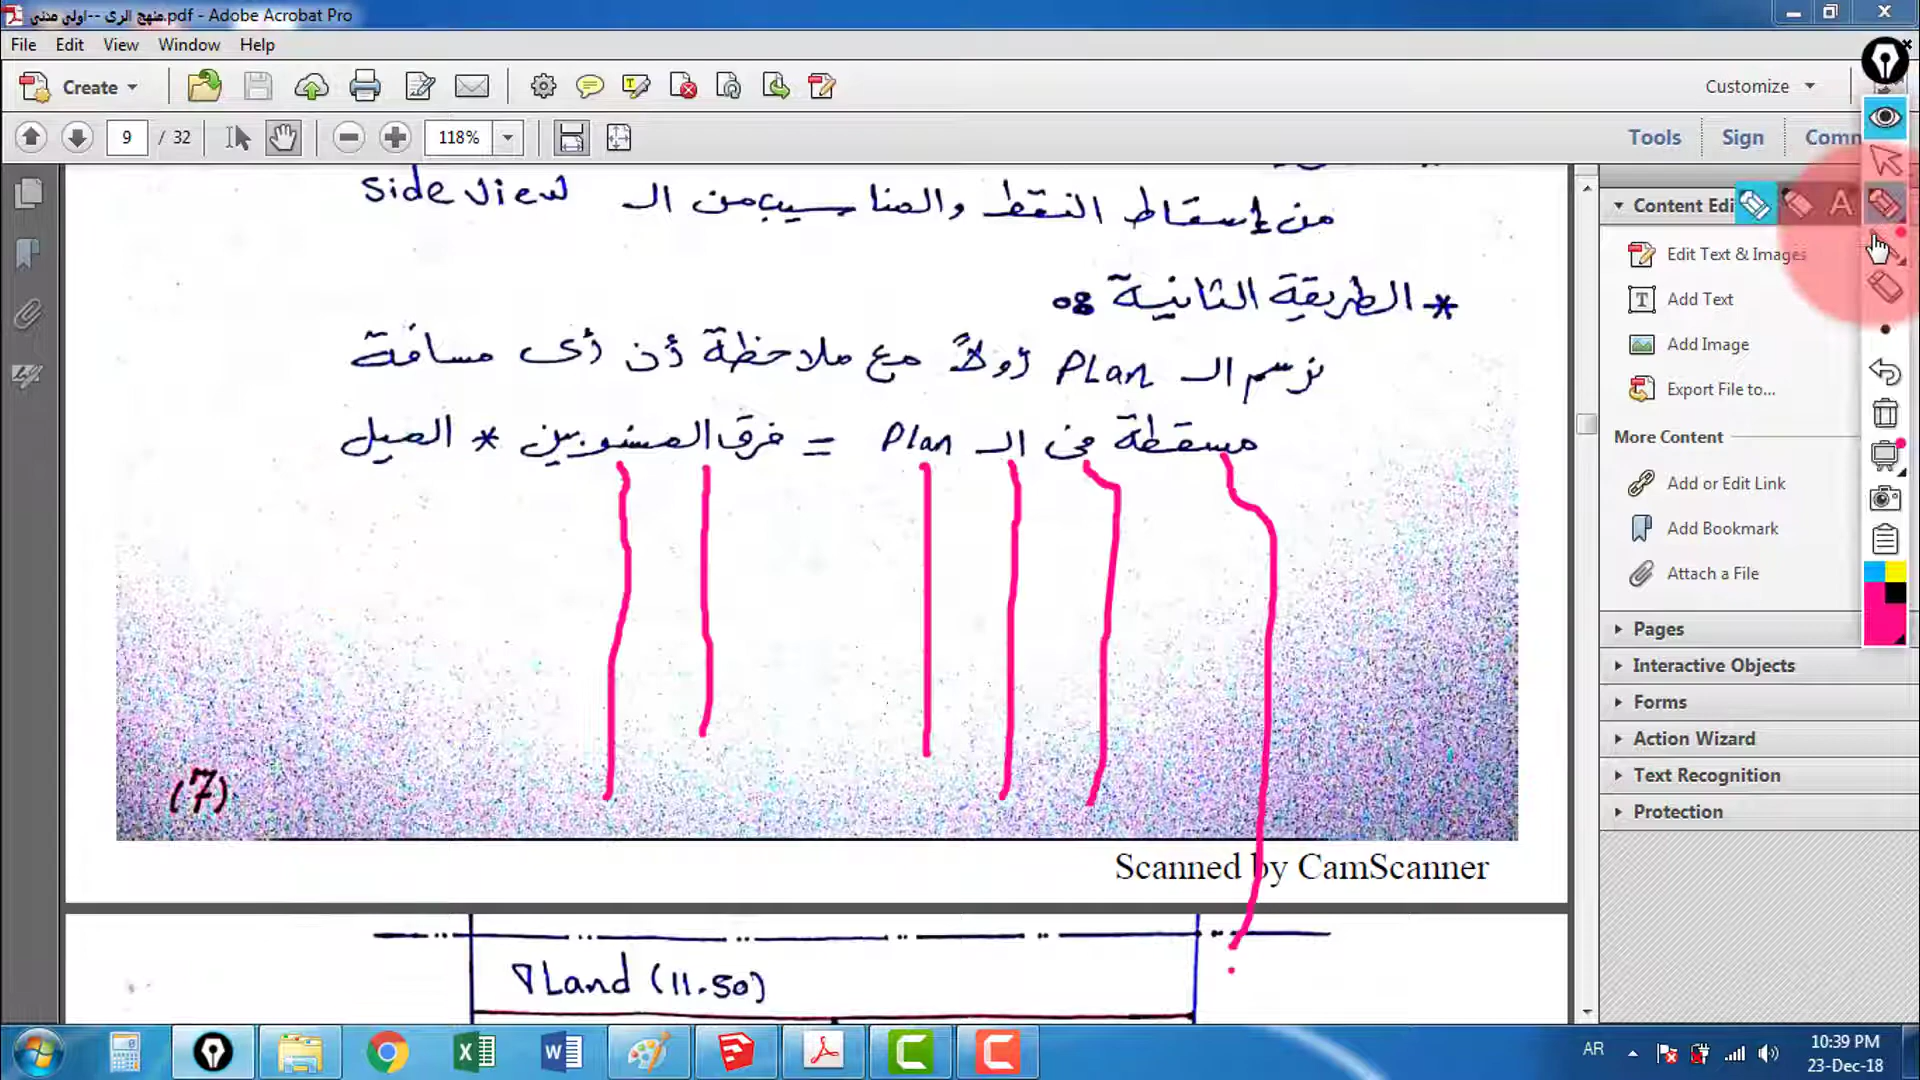 منهج الرى --اولي مدني.pdf - Adobe Acrobat Pro
File Edit View Window Help
Create Customize
9 / 32 118% Tools Sign Comm
من إسقاط النقط والمناسيب من الـ Side View
* الطريقة الثانية :-
نرسم الـ PLan أولاً مع ملاحظة أن أى مسافة
مسقطة فى الـ Plan = فرق المنسوبين * الميل
(7)
Scanned by CamScanner
Land (11.50)
Content Edi
Edit Text & Images
Add Text
Add Image
Export File to...
More Content
Add or Edit Link
Add Bookmark
Attach a File
Pages
Interactive Objects
Forms
Action Wizard
Text Recognition
Protection
AR
10:39 PM
23-Dec-18